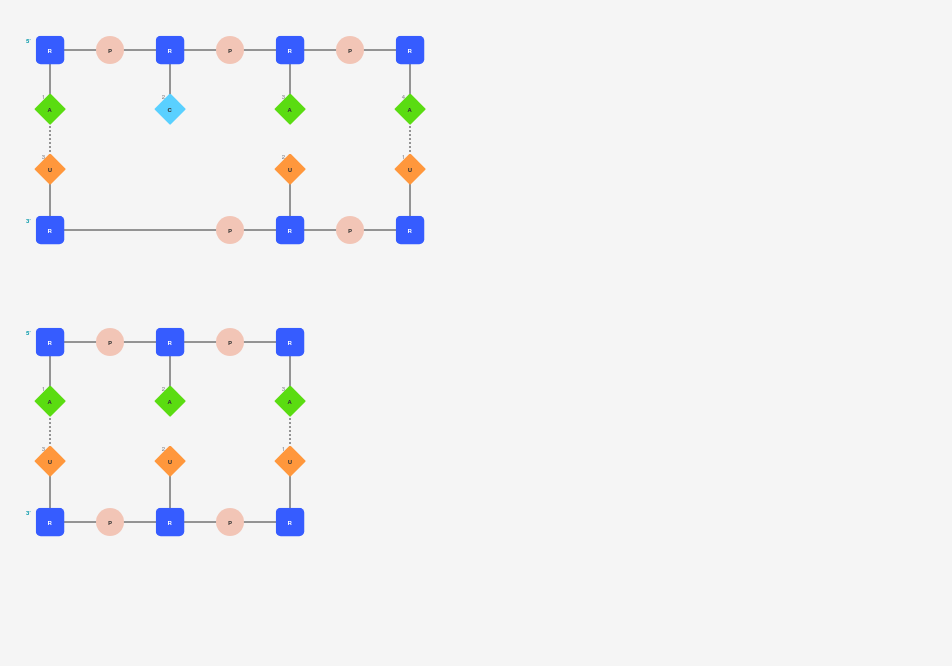 5'
R P R P R P R
1 2 3 4
A C A A
3 2 1
U U U
3'
R P R P R
5'
R P R P R
1 2 3
A A A
3 2 1
U U U
3'
R P R P R